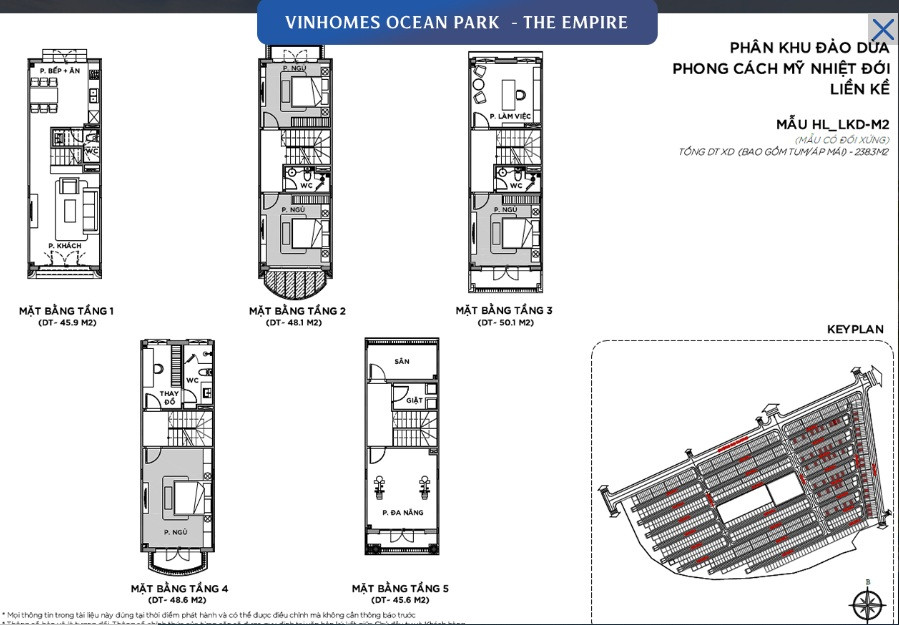 VINHOMES OCEAN PARK - THE EMPIRE
PHÂN KHU ĐẢO DỪA
PHONG CÁCH MỸ NHIỆT ĐỚI
LIỀN KỀ
MẪU HL_LKD-M2
(MẪU CÓ ĐỐI XỨNG)
TỔNG DT XD (BAO GỒM TUM/ÁP MÁI) - 238.3M2
P. BẾP + ĂN
WC
P. KHÁCH
MẶT BẰNG TẦNG 1
(DT- 45.9 M2)
P. NGỦ
WC
P. NGỦ
MẶT BẰNG TẦNG 2
(DT- 48.1 M2)
P. LÀM VIỆC
WC
P. NGỦ
MẶT BẰNG TẦNG 3
(DT- 50.1 M2)
THAY
ĐỒ
WC
P. NGỦ
MẶT BẰNG TẦNG 4
(DT- 48.6 M2)
SÂN
GIẶT
P. ĐA NĂNG
MẶT BẰNG TẦNG 5
(DT- 45.6 M2)
KEYPLAN
B
* Mọi thông tin trong tài liệu này đúng tại thời điểm phát hành và có thể được điều chỉnh mà không cần thông báo trước